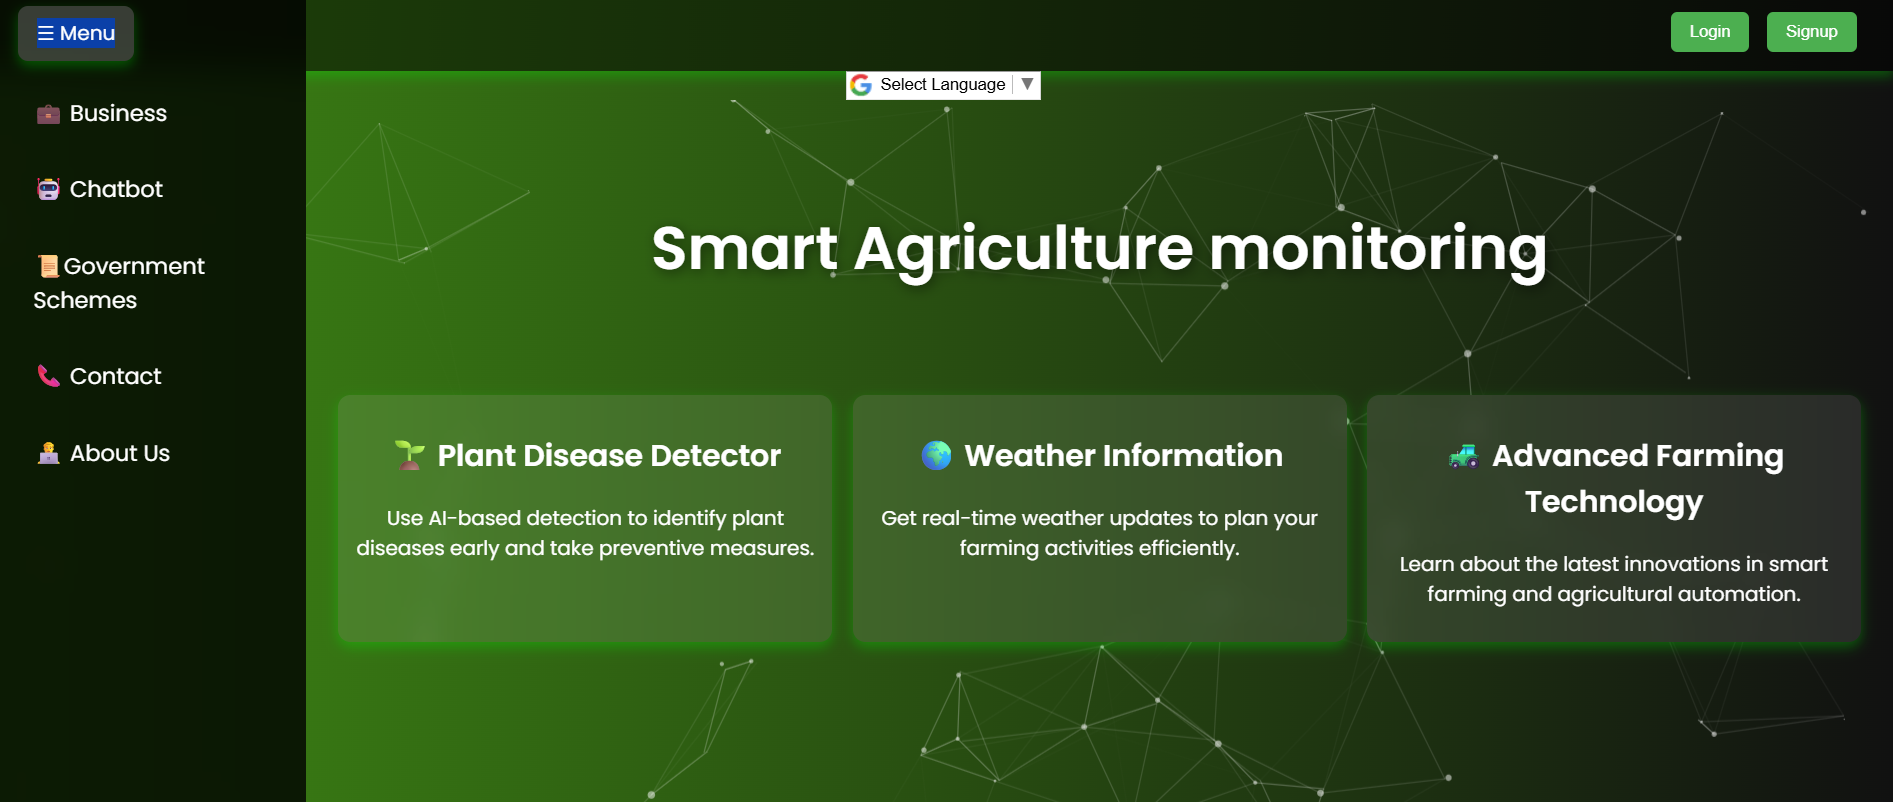 ☰ Menu
Login
Signup
Select Language ▼
Business
Chatbot
Government
Schemes
Contact
About Us
Smart Agriculture monitoring
Plant Disease Detector
Use AI-based detection to identify plant
diseases early and take preventive measures.
Weather Information
Get real-time weather updates to plan your
farming activities efficiently.
Advanced Farming
Technology
Learn about the latest innovations in smart
farming and agricultural automation.